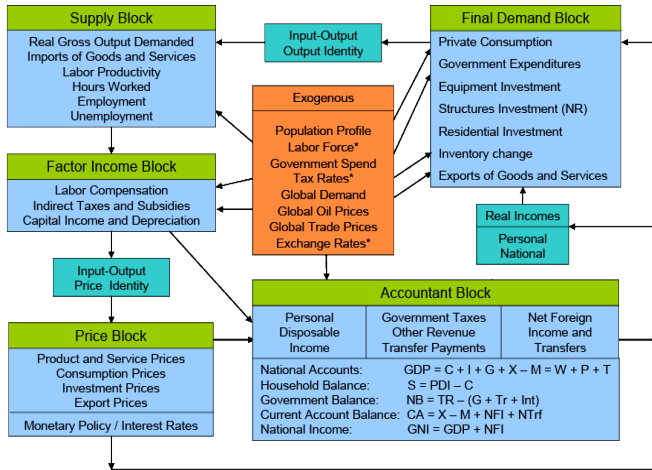 Supply Block
Real Gross Output Demanded
Imports of Goods and Services
Labor Productivity
Hours Worked
Employment
Unemployment
Input-Output
Output Identity
Final Demand Block
Private Consumption
Government Expenditures
Equipment Investment
Structures Investment (NR)
Residential Investment
Inventory change
Exports of Goods and Services
Exogenous
Population Profile
Labor Force*
Government Spend
Tax Rates*
Global Demand
Global Oil Prices
Global Trade Prices
Exchange Rates*
Factor Income Block
Labor Compensation
Indirect Taxes and Subsidies
Capital Income and Depreciation
Real Incomes
Personal
National
Input-Output
Price Identity
Price Block
Product and Service Prices
Consumption Prices
Investment Prices
Export Prices
Monetary Policy / Interest Rates
Accountant Block
Personal
Disposable
Income
Government Taxes
Other Revenue
Transfer Payments
Net Foreign
Income and
Transfers
National Accounts: GDP = C + I + G + X – M = W + P + T
Household Balance: S = PDI – C
Government Balance: NB = TR – (G + Tr + Int)
Current Account Balance: CA = X – M + NFI + NTrf
National Income: GNI = GDP + NFI